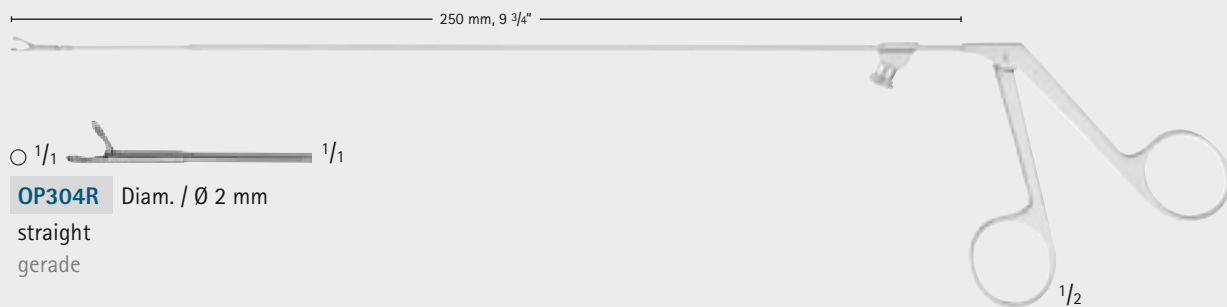 250 mm, 9 3/4"
1/1 1/1
OP304R Diam. / Ø 2 mm
straight
gerade
1/2